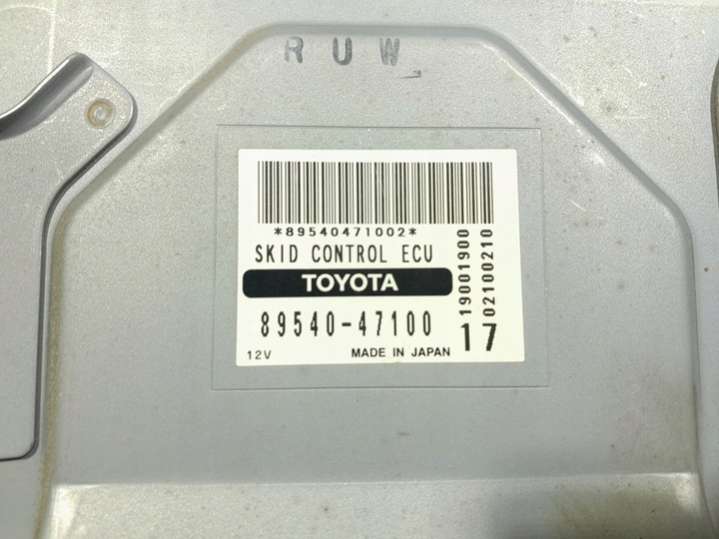 RUW
*89540471002*
SKID CONTROL ECU
TOYOTA
89540-47100
12V
MADE IN JAPAN
17
19001900
02100210